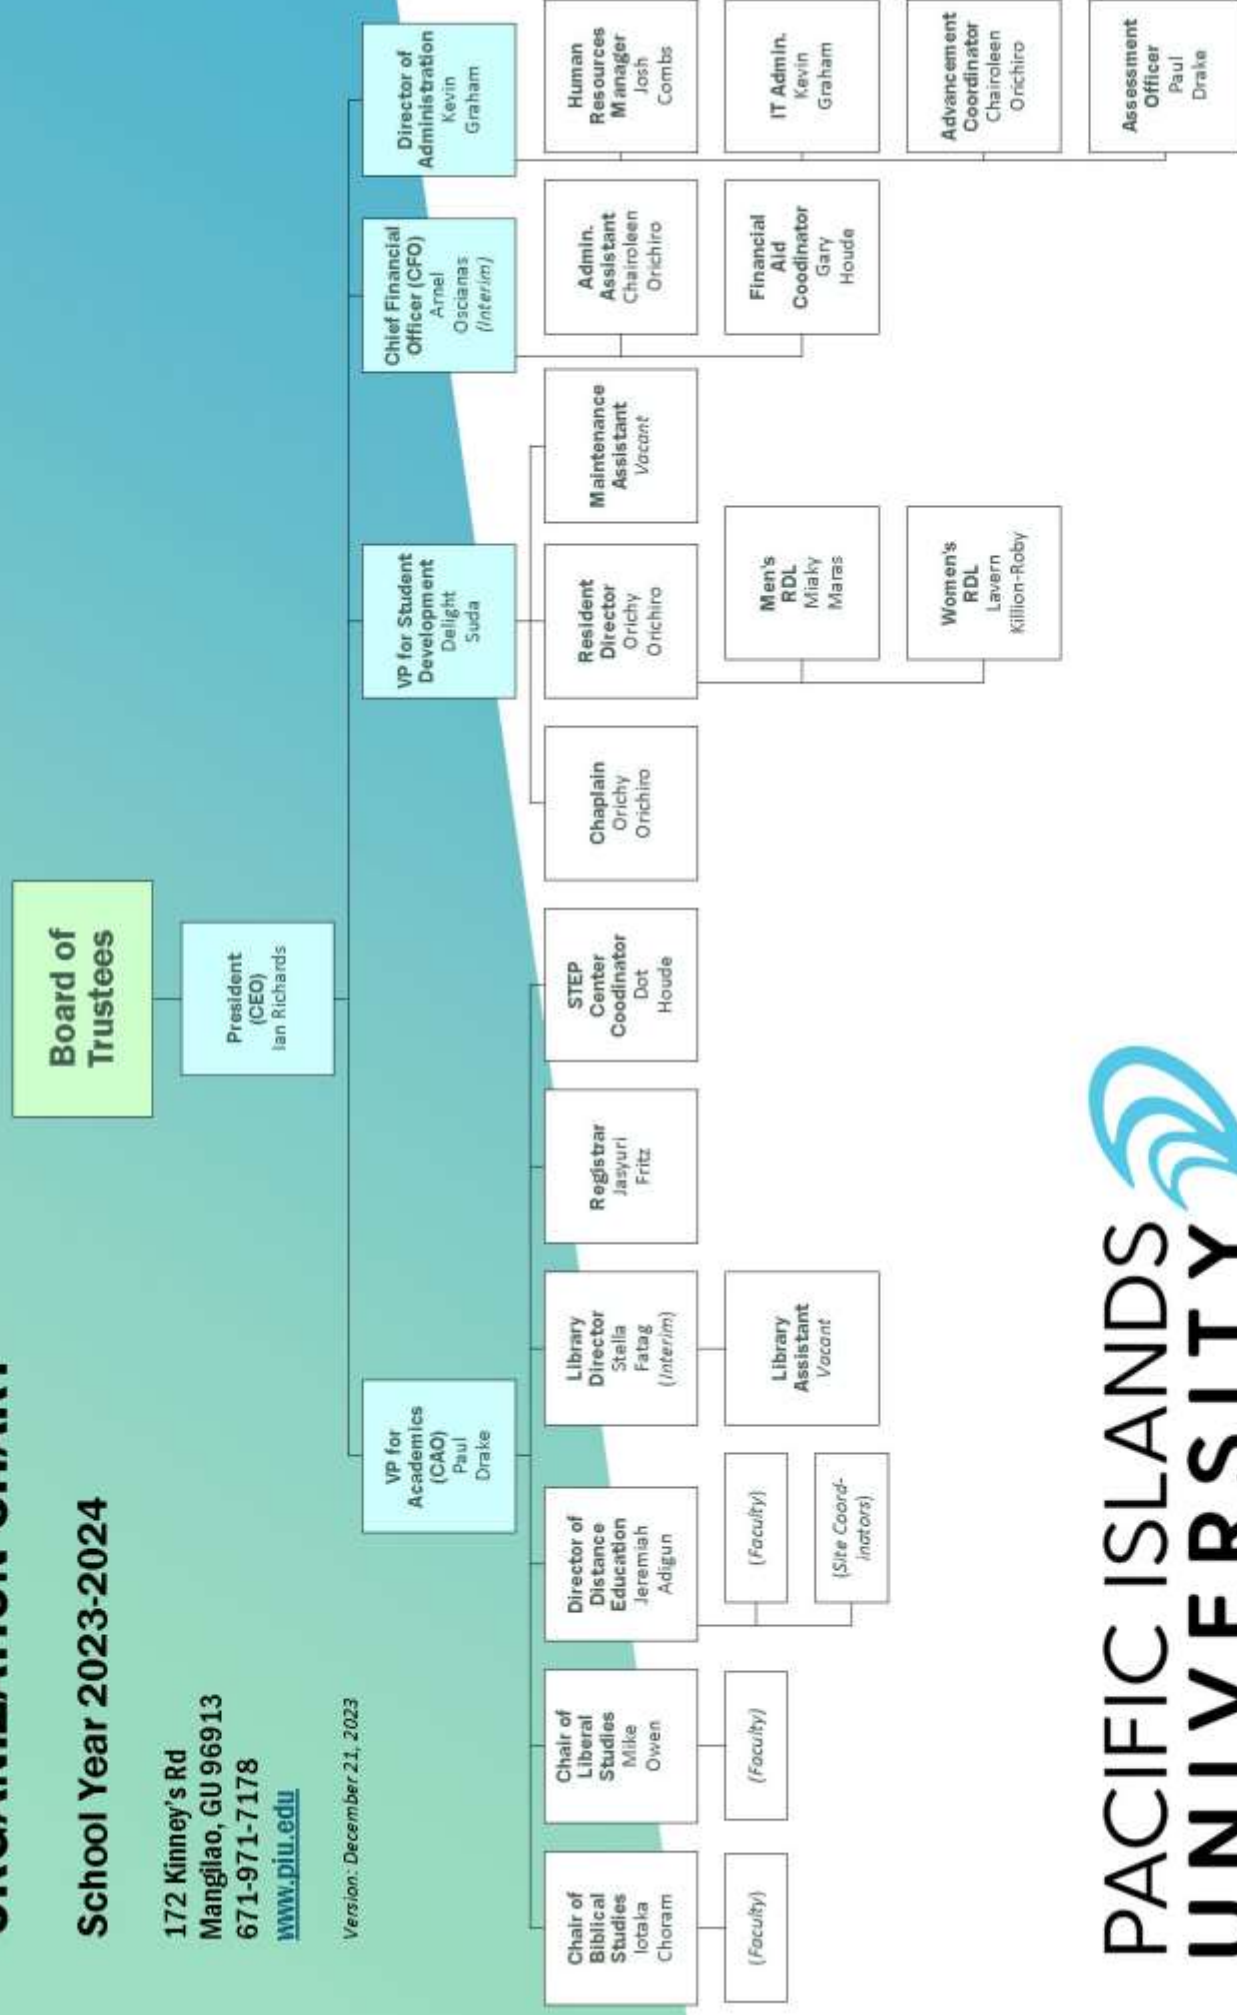 ORGANIZATION CHART
School Year 2023-2024
172 Kinney's Rd
Mangilao, GU 96913
671-971-7178
www.piu.edu
Version: December 21, 2023
Board of
Trustees
President
(CEO)
Ian Richards
VP for
Academics
(CAO)
Paul
Drake
VP for Student
Development
Delight
Suda
Chief Financial
Officer (CFO)
Arnel
Oscianas
(Interim)
Director of
Administration
Kevin
Graham
Chair of
Biblical
Studies
Iotaka
Choram
Chair of
Liberal
Studies
Mike
Owen
Director of
Distance
Education
Jeremiah
Adigun
Library
Director
Stella
Fatag
(Interim)
Registrar
Jasyuri
Fritz
STEP
Center
Coodinator
Dot
Houde
Chaplain
Orichy
Orichiro
Resident
Director
Orichy
Orichiro
Maintenance
Assistant
Vacant
Admin.
Assistant
Chairoleen
Orichiro
Human
Resources
Manager
Josh
Combs
(Faculty)
(Faculty)
(Faculty)
(Site Coord-
inators)
Library
Assistant
Vacant
Men's
RDL
Miaky
Maras
Financial
Aid
Coodinator
Gary
Houde
IT Admin.
Kevin
Graham
Women's
RDL
Lavern
Killion-Roby
Advancement
Coordinator
Chairoleen
Orichiro
Assessment
Officer
Paul
Drake
PACIFIC ISLANDS
UNIVERSITY